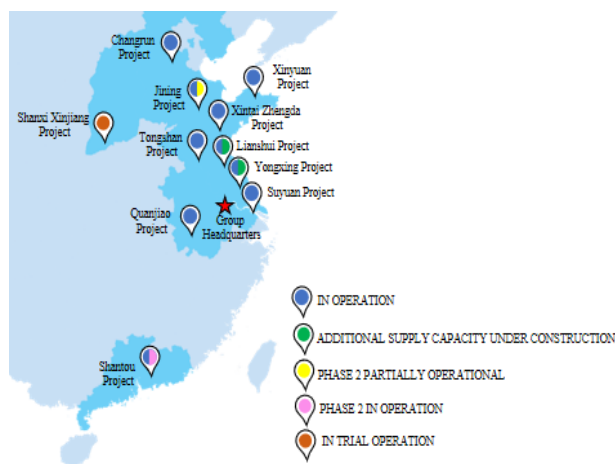 Changrun
Project
Xinyuan
Project
Jining
Project
Shanxi Xinjiang
Project
Xintai Zhengda
Project
Tongshan
Project
Lianshui Project
Yongxing Project
Suyuan Project
Quanjiao
Project
Group
Headquarters
IN OPERATION
ADDITIONAL SUPPLY CAPACITY UNDER CONSTRUCTION
Shantou
Project
PHASE 2 PARTIALLY OPERATIONAL
PHASE 2 IN OPERATION
IN TRIAL OPERATION